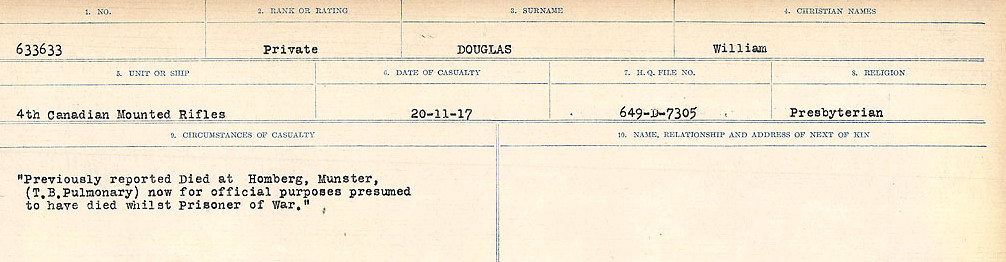 1. NO. 2. RANK OR RATING 3. SURNAME 4. CHRISTIAN NAMES
633633 Private DOUGLAS William
5. UNIT OR SHIP 6. DATE OF CASUALTY 7. H.Q. FILE NO. 8. RELIGION
4th Canadian Mounted Rifles 20-11-17 649-D-7305 Presbyterian
9. CIRCUMSTANCES OF CASUALTY 10. NAME, RELATIONSHIP AND ADDRESS OF NEXT OF KIN
"Previously reported Died at Homberg, Munster,
(T.B.Pulmonary) now for official purposes presumed
to have died whilst Prisoner of War."